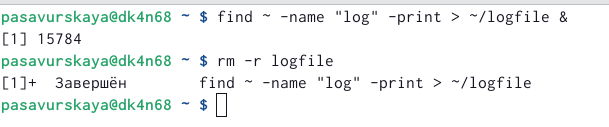 pasavurskaya@dk4n68 ~ $ find ~ -name "log" -print > ~/logfile &
[1] 15784
pasavurskaya@dk4n68 ~ $ rm -r logfile
[1]+  Завершён        find ~ -name "log" -print > ~/logfile
pasavurskaya@dk4n68 ~ $